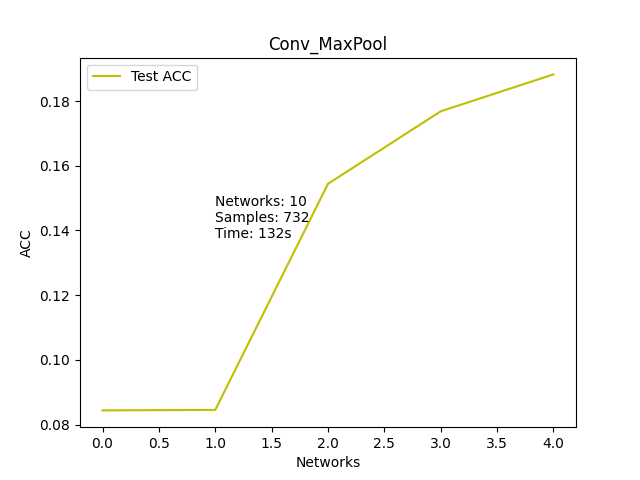 Conv_MaxPool
Test ACC
0.18
0.16
0.14
0.12
0.10
0.08
ACC
Networks: 10
Samples: 732
Time: 132s
0.0 0.5 1.0 1.5 2.0 2.5 3.0 3.5 4.0
Networks